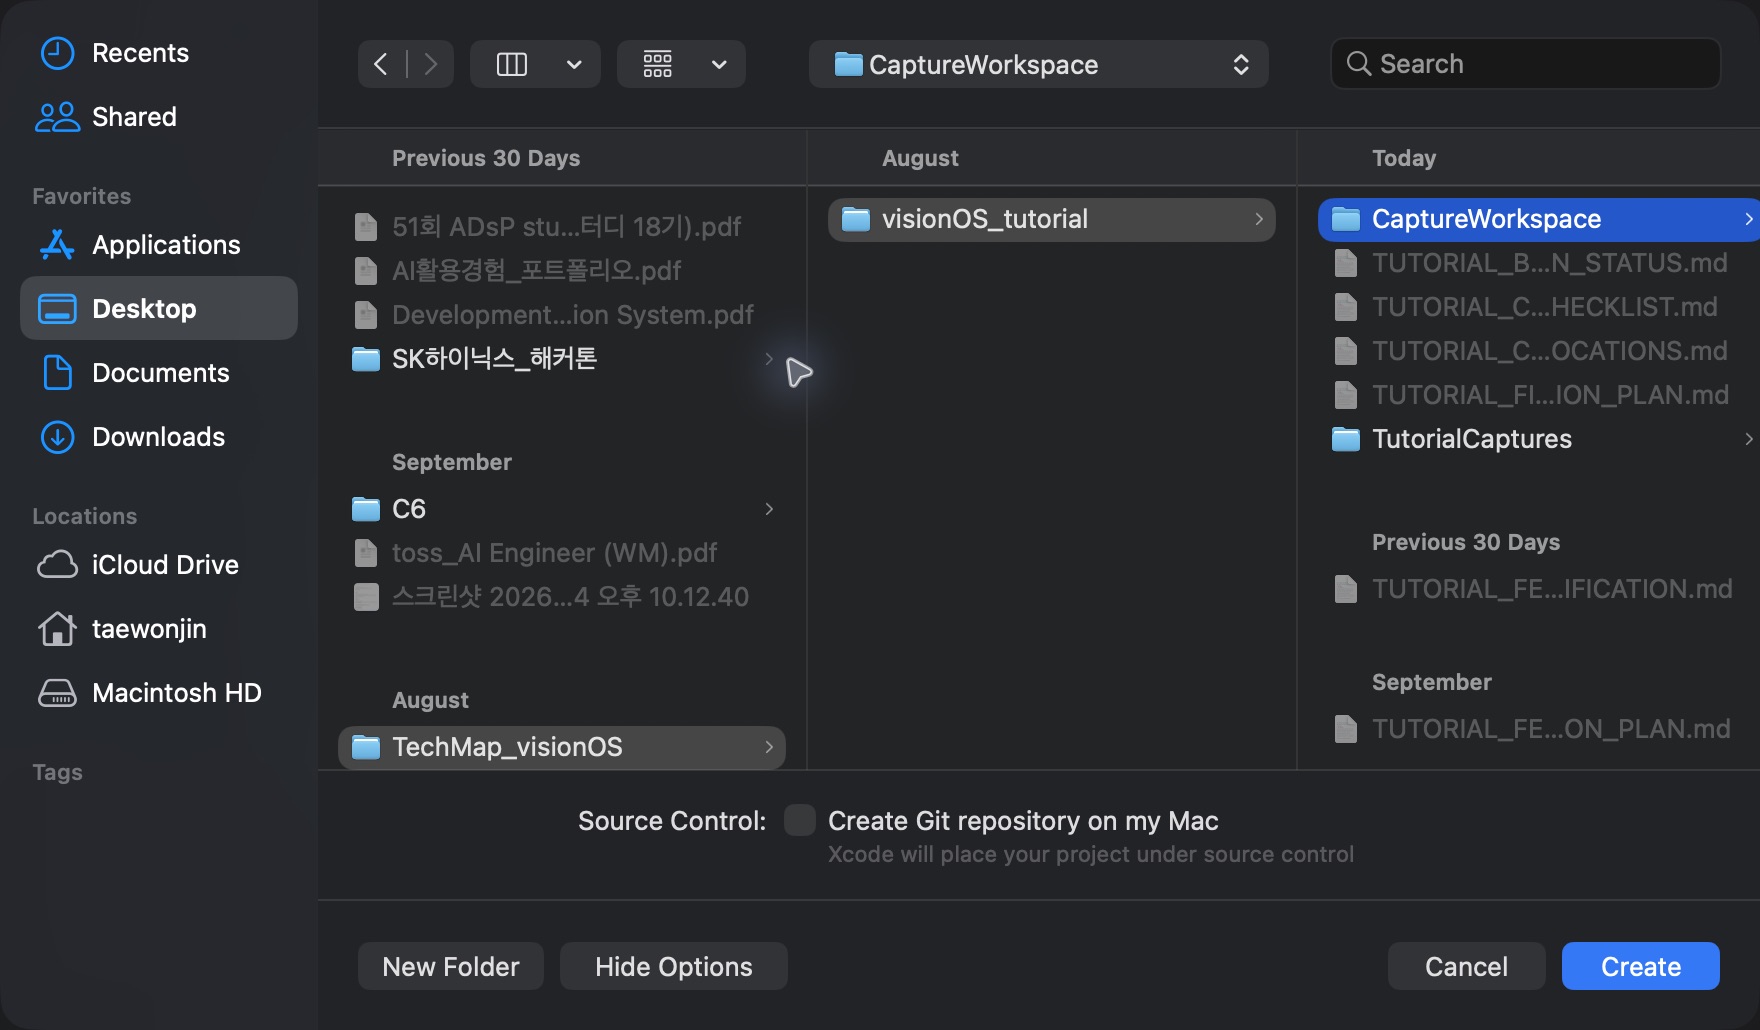 Recents
Shared
Favorites
Applications
Desktop
Documents
Downloads
Locations
iCloud Drive
taewonjin
Macintosh HD
Tags
CaptureWorkspace
Search
Previous 30 Days
51회 ADsP stu...터디 18기).pdf
AI활용경험_포트폴리오.pdf
Development...ion System.pdf
SK하이닉스_해커톤
September
C6
toss_AI Engineer (WM).pdf
스크린샷 2026...4 오후 10.12.40
August
TechMap_visionOS
August
visionOS_tutorial
Today
CaptureWorkspace
TUTORIAL_B...N_STATUS.md
TUTORIAL_C...HECKLIST.md
TUTORIAL_C...OCATIONS.md
TUTORIAL_FI...ION_PLAN.md
TutorialCaptures
Previous 30 Days
TUTORIAL_FE...IFICATION.md
September
TUTORIAL_FE...ON_PLAN.md
Source Control: Create Git repository on my Mac
Xcode will place your project under source control
New Folder
Hide Options
Cancel
Create